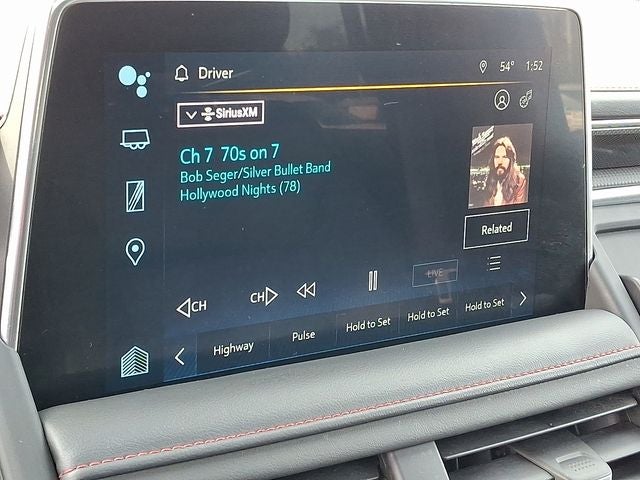 Driver
54° 1:52
SiriusXM
Ch 7 70s on 7
Bob Seger/Silver Bullet Band
Hollywood Nights (78)
Related
LIVE
CH CH
Highway Pulse Hold to Set Hold to Set Hold to Set